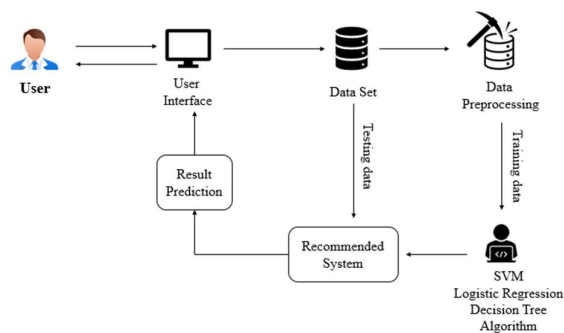 User
User
Interface
Data Set
Data
Preprocessing
Testing data
Training data
Result
Prediction
Recommended
System
</>
SVM
Logistic Regression
Decision Tree
Algorithm